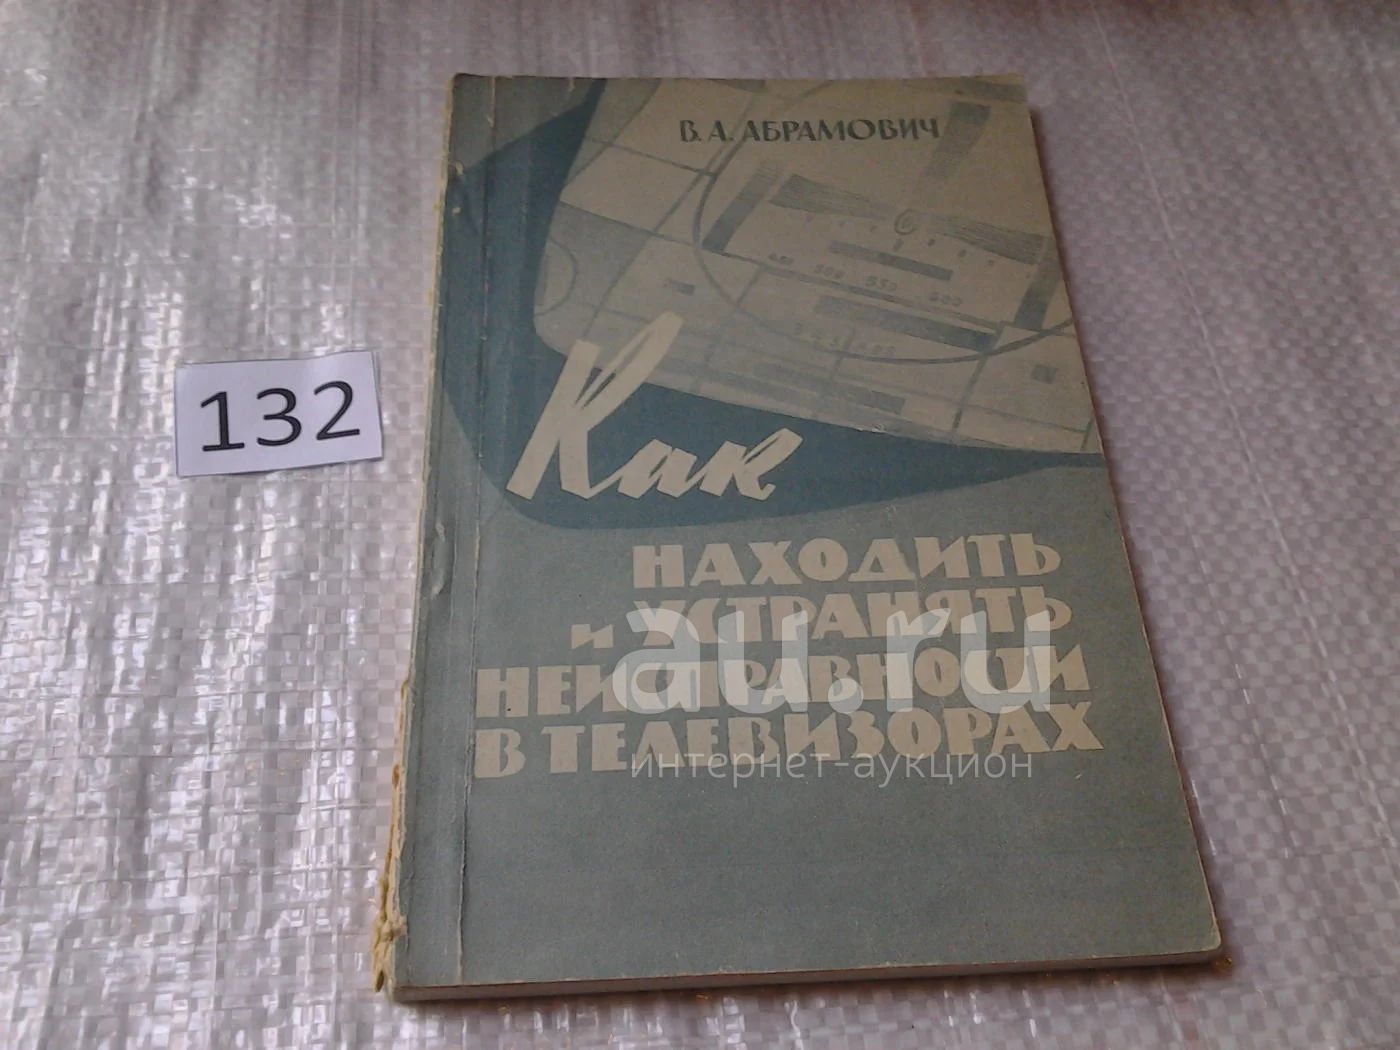 В. А. АБРАМОВИЧ
Как
НАХОДИТЬ
и УСТРАНЯТЬ
НЕИСПРАВНОСТИ
В ТЕЛЕВИЗОРАХ
132
au.ru
интернет-аукцион